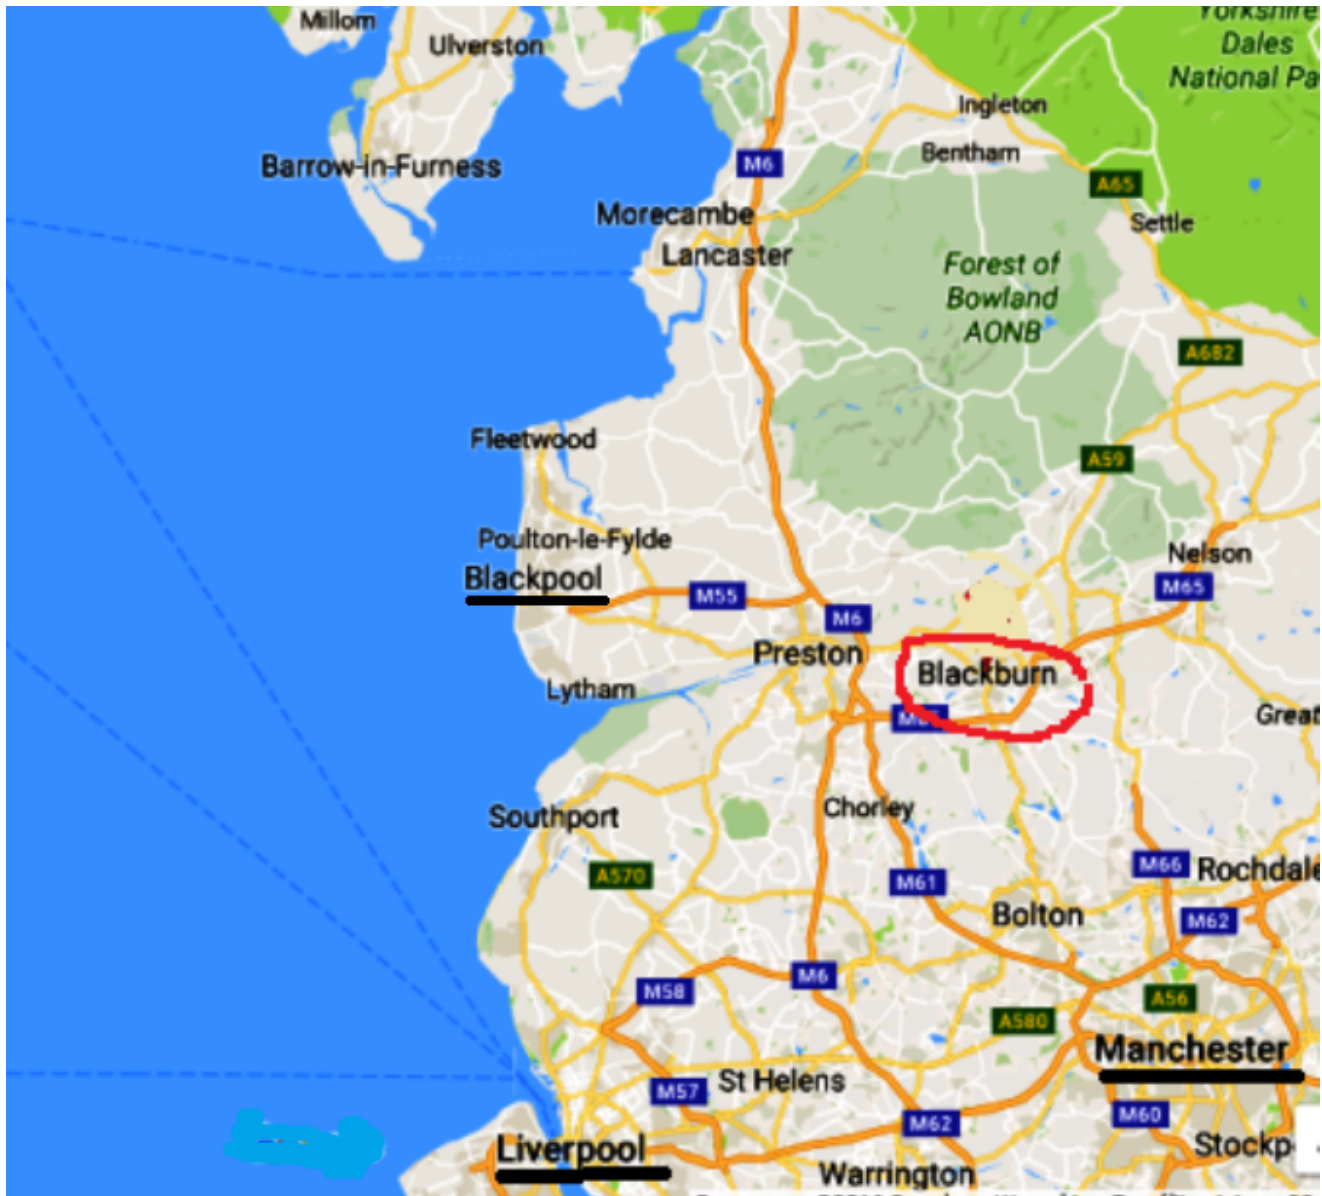 Millom
Ulverston
Yorkshire
Dales
National Pa
Ingleton
Bentham
M6
A65
Barrow-in-Furness
Morecambe
Settle
Lancaster
Forest of
Bowland
AONB
A682
Fleetwood
A59
Poulton-le-Fylde
Nelson
Blackpool
M55
M65
M6
Preston
Blackburn
Lytham
Great
Southport
Chorley
A570
M61
M66
Rochdale
Bolton
M62
M58
M6
A56
A580
Manchester
St Helens
M57
M60
M62
Liverpool
Stockp
Warrington